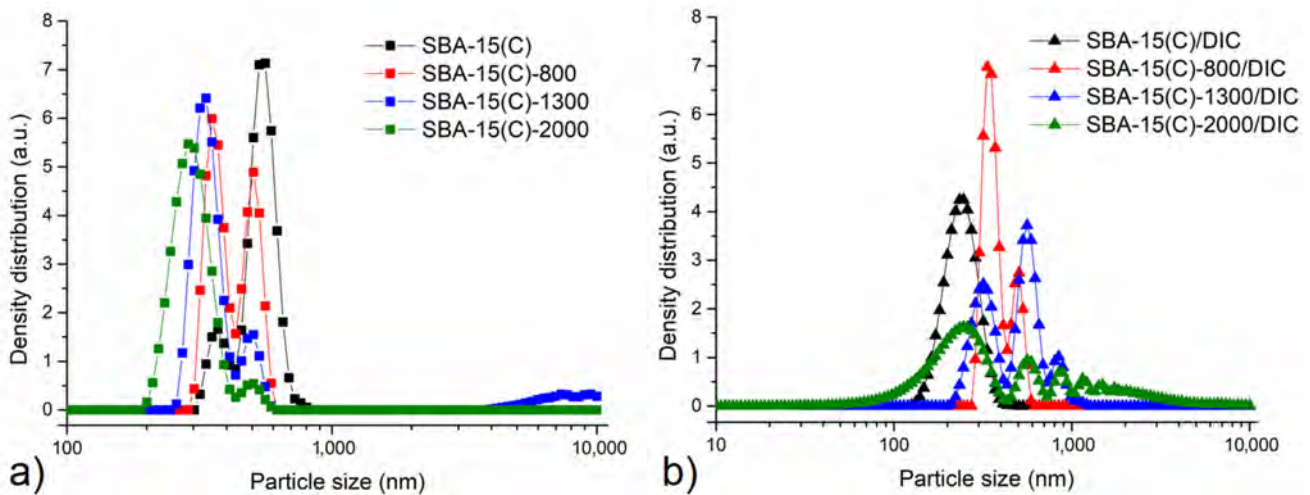 8
7
6
5
4
3
2
1
0
Density distribution (a.u.)
SBA-15(C)
SBA-15(C)-800
SBA-15(C)-1300
SBA-15(C)-2000
100
1,000
10,000
Particle size (nm)
a)
8
7
6
5
4
3
2
1
0
Density distribution (a.u.)
SBA-15(C)/DIC
SBA-15(C)-800/DIC
SBA-15(C)-1300/DIC
SBA-15(C)-2000/DIC
10
100
1,000
10,000
Particle size (nm)
b)